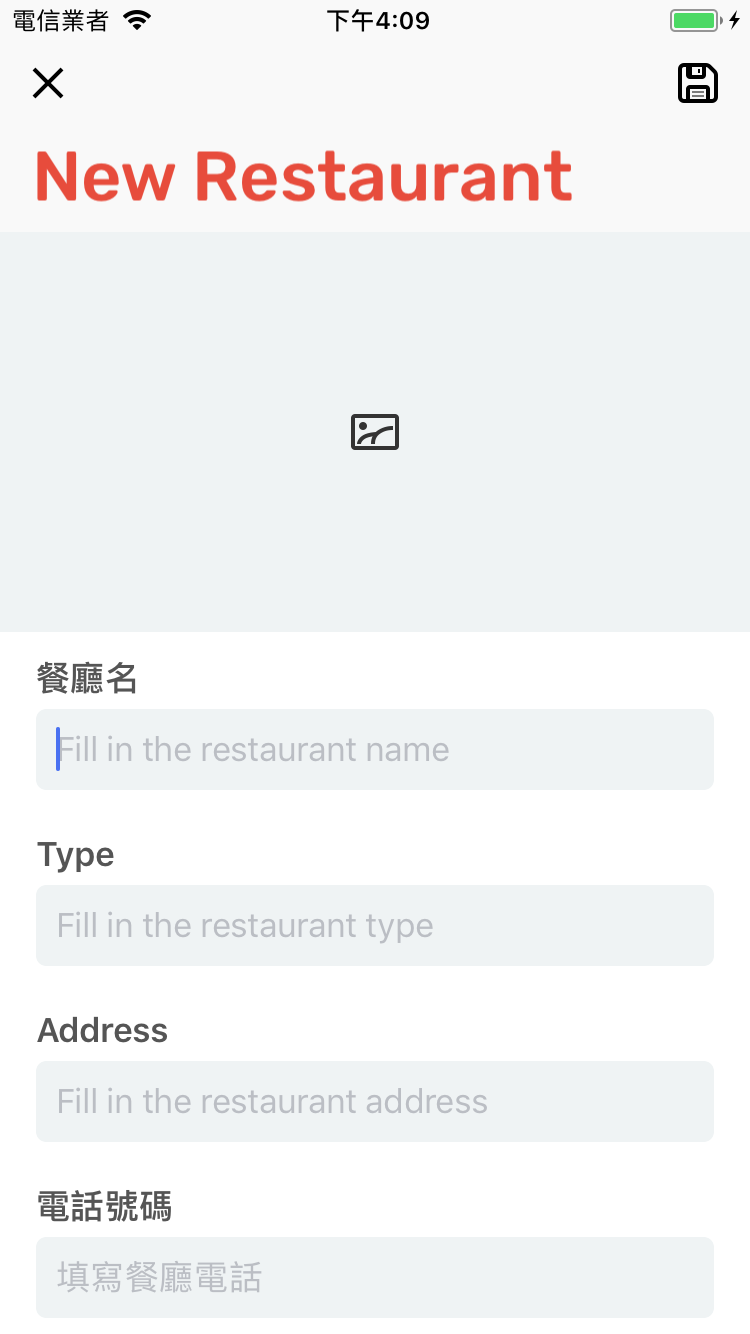 電信業者 下午4:09
New Restaurant
餐廳名
Fill in the restaurant name
Type
Fill in the restaurant type
Address
Fill in the restaurant address
電話號碼
填寫餐廳電話